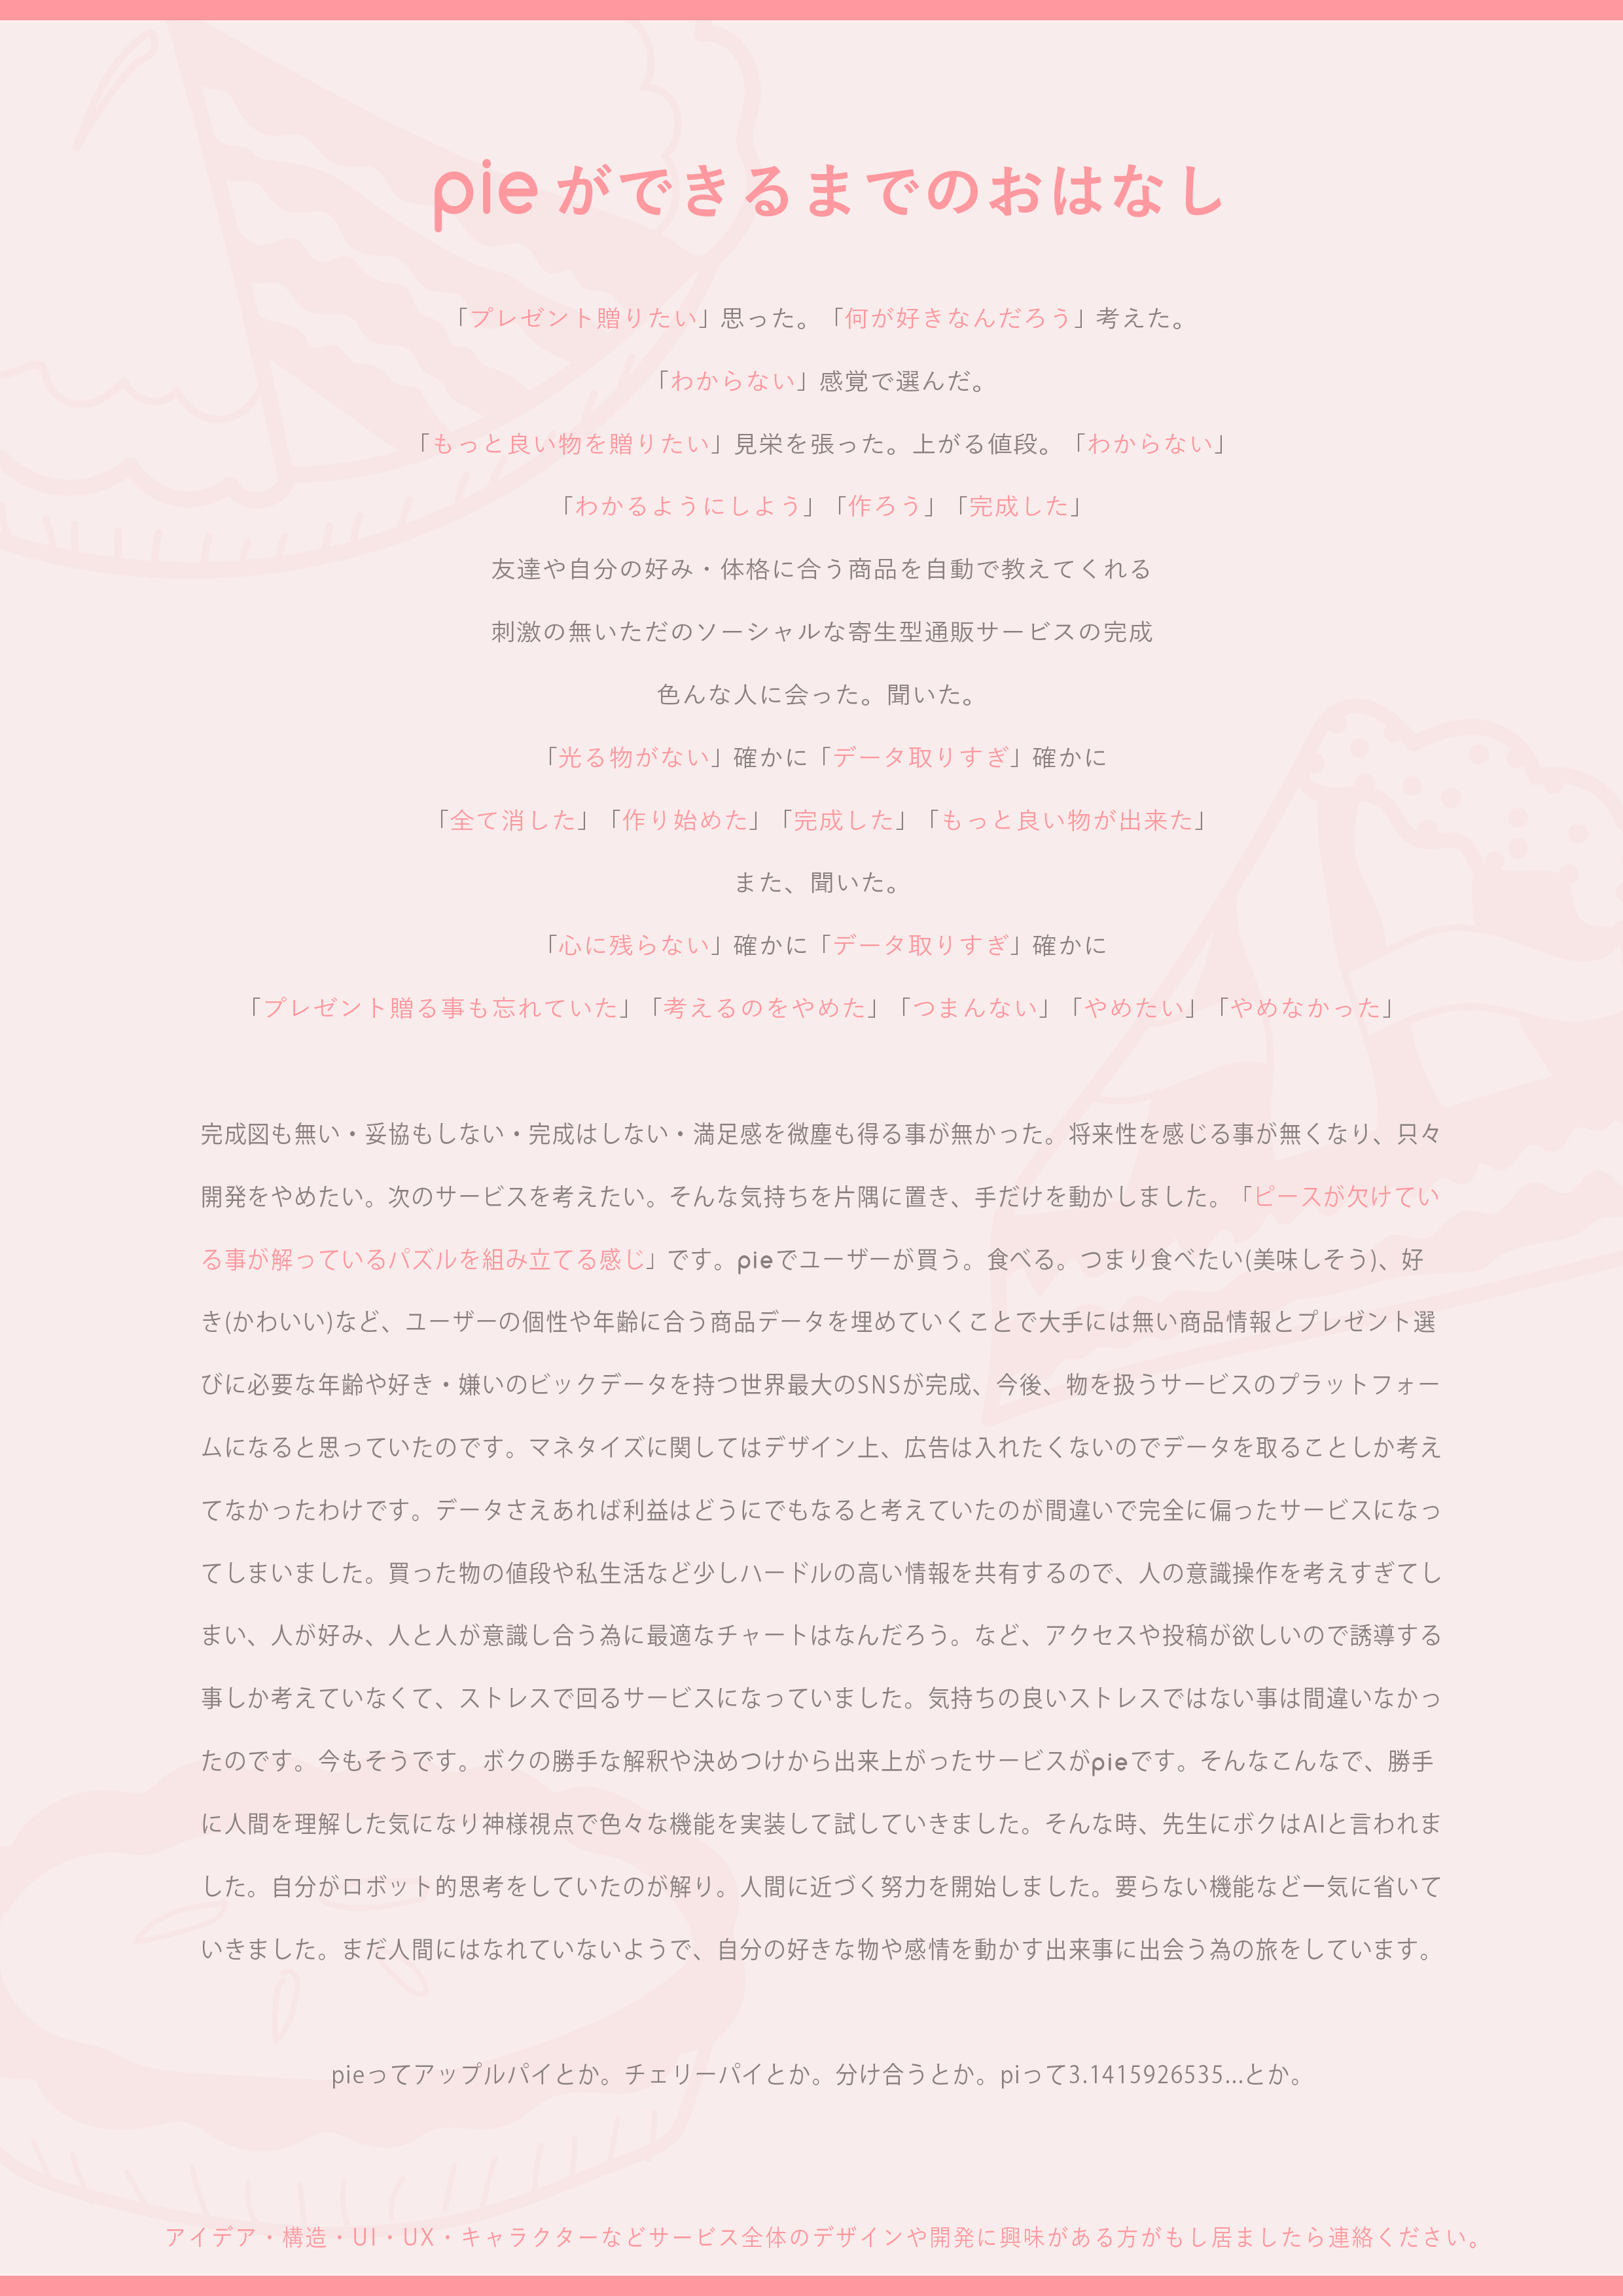 pie ができるまでのおはなし
「プレゼント贈りたい」思った。「何が好きなんだろう」考えた。
「わからない」感覚で選んだ。
「もっと良い物を贈りたい」見栄を張った。上がる値段。「わからない」
「わかるようにしよう」「作ろう」「完成した」
友達や自分の好み・体格に合う商品を自動で教えてくれる
刺激の無いただのソーシャルな寄生型通販サービスの完成
色んな人に会った。聞いた。
「光る物がない」確かに「データ取りすぎ」確かに
「全て消した」「作り始めた」「完成した」「もっと良い物が出来た」
また、聞いた。
「心に残らない」確かに「データ取りすぎ」確かに
「プレゼント贈る事も忘れていた」「考えるのをやめた」「つまんない」「やめたい」「やめなかった」
完成図も無い・妥協もしない・完成はしない・満足感を微塵も得る事が無かった。将来性を感じる事が無くなり、只々
開発をやめたい。次のサービスを考えたい。そんな気持ちを片隅に置き、手だけを動かしました。「ピースが欠けてい
る事が解っているパズルを組み立てる感じ」です。pieでユーザーが買う。食べる。つまり食べたい(美味しそう)、好
き(かわいい)など、ユーザーの個性や年齢に合う商品データを埋めていくことで大手には無い商品情報とプレゼント選
びに必要な年齢や好き・嫌いのビックデータを持つ世界最大のSNSが完成、今後、物を扱うサービスのプラットフォー
ムになると思っていたのです。マネタイズに関してはデザイン上、広告は入れたくないのでデータを取ることしか考え
てなかったわけです。データさえあれば利益はどうにでもなると考えていたのが間違いで完全に偏ったサービスになっ
てしまいました。買った物の値段や私生活など少しハードルの高い情報を共有するので、人の意識操作を考えすぎてし
まい、人が好み、人と人が意識し合う為に最適なチャートはなんだろう。など、アクセスや投稿が欲しいので誘導する
事しか考えていなくて、ストレスで回るサービスになっていました。気持ちの良いストレスではない事は間違いなかっ
たのです。今もそうです。ボクの勝手な解釈や決めつけから出来上がったサービスがpieです。そんなこんなで、勝手
に人間を理解した気になり神様視点で色々な機能を実装して試していきました。そんな時、先生にボクはAIと言われま
した。自分がロボット的思考をしていたのが解り。人間に近づく努力を開始しました。要らない機能など一気に省いて
いきました。まだ人間にはなれていないようで、自分の好きな物や感情を動かす出来事に出会う為の旅をしています。
pieってアップルパイとか。チェリーパイとか。分け合うとか。piって3.1415926535...とか。
アイデア・構造・UI・UX・キャラクターなどサービス全体のデザインや開発に興味がある方がもし居ましたら連絡ください。